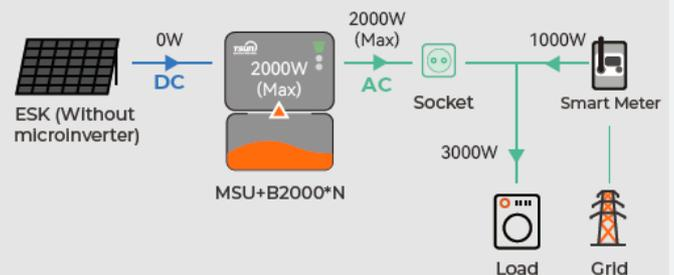 0W
DC
ESK (Without
microinverter)
TSUN
2000W
(Max)
MSU+B2000*N
2000W
(Max)
AC
Socket
1000W
Smart Meter
3000W
Load
Grid